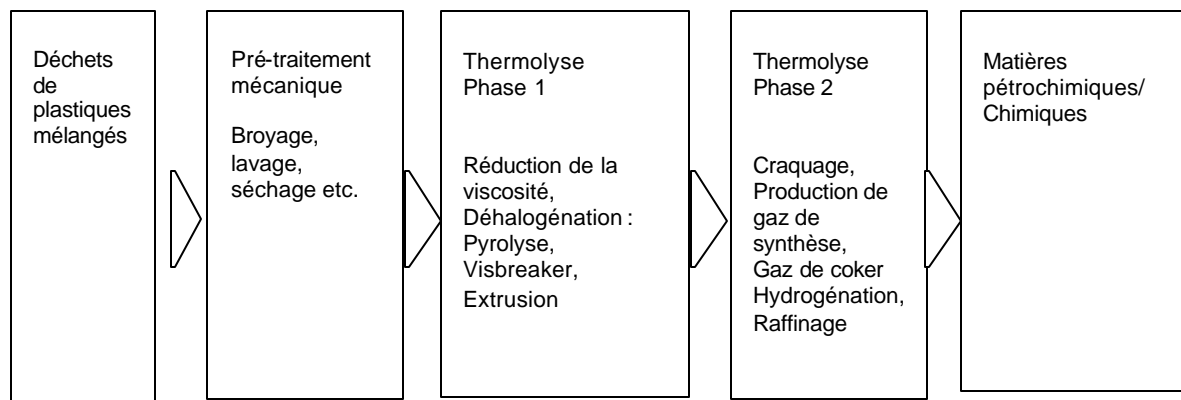 Déchets
de
plastiques
mélangés
Pré-traitement
mécanique
Broyage,
lavage,
séchage etc.
Thermolyse
Phase 1
Réduction de la
viscosité,
Déhalogénation :
Pyrolyse,
Visbreaker,
Extrusion
Thermolyse
Phase 2
Craquage,
Production de
gaz de
synthèse,
Gaz de coker
Hydrogénation,
Raffinage
Matières
pétrochimiques/
Chimiques